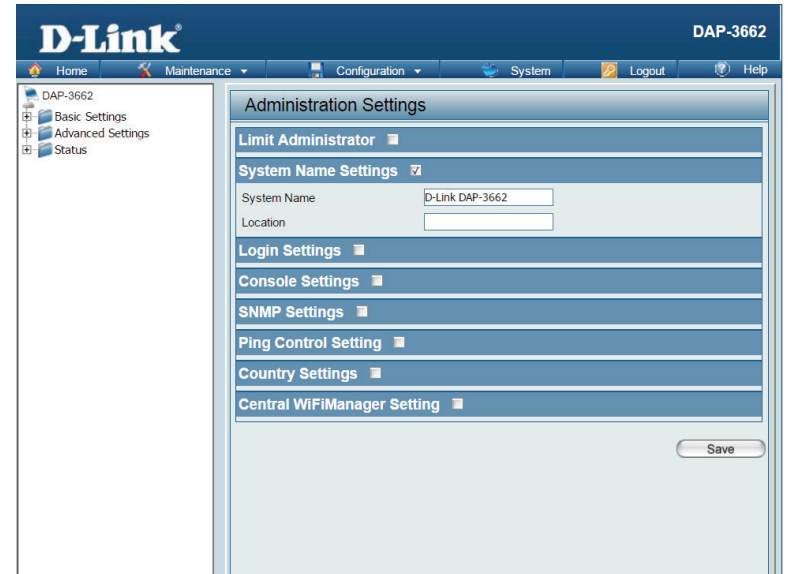 D-Link®
DAP-3662
Home Maintenance Configuration System Logout Help
DAP-3662
Basic Settings
Advanced Settings
Status
Administration Settings
Limit Administrator
System Name Settings
System Name D-Link DAP-3662
Location
Login Settings
Console Settings
SNMP Settings
Ping Control Setting
Country Settings
Central WiFiManager Setting
Save